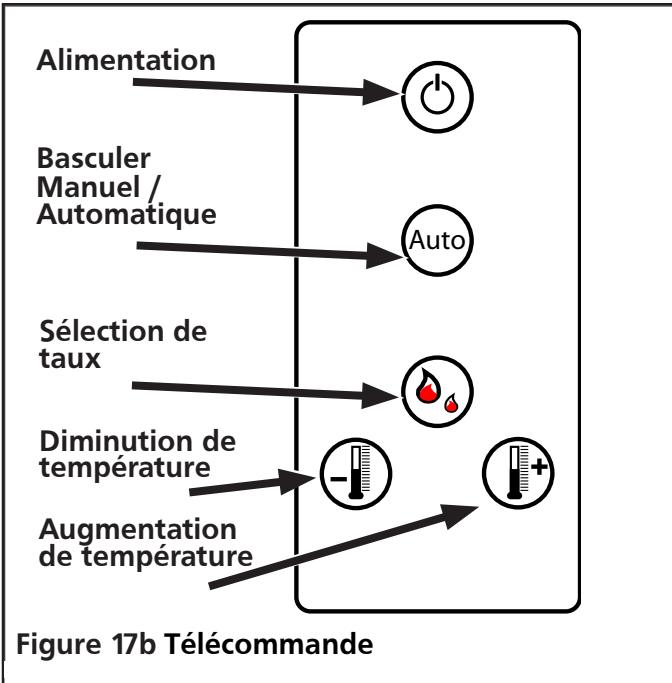 Alimentation
Basculer
Manuel /
Automatique
Auto
Sélection de
taux
Diminution de
température
–
+
Augmentation
de température
Figure 17b Télécommande